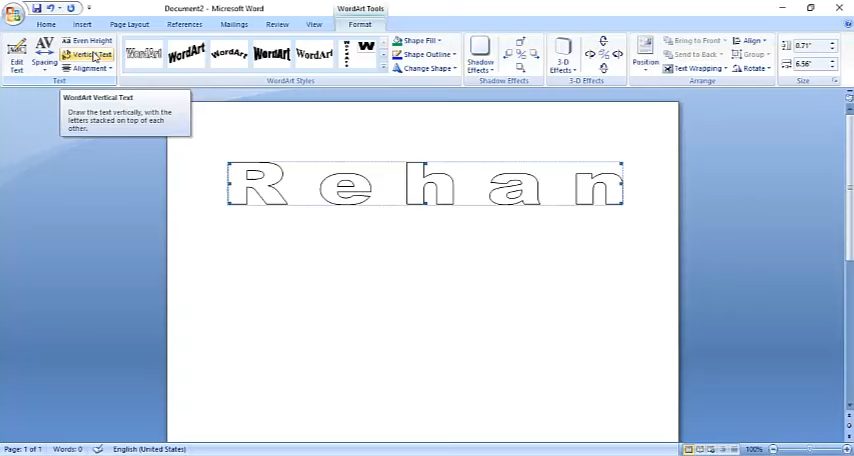 Document2 - Microsoft Word
WordArt Tools
Home Insert Page Layout References Mailings Review View Format
Edit Text
AV Spacing
Aa Even Height
Vertical Text
Alignment
Text
WordArt WordArt WordArt WordArt WordArt W
WordArt Styles
Shape Fill
Shape Outline
Change Shape
Shadow Effects
Shadow Effects
3-D Effects
3-D Effects
Position
Bring to Front
Send to Back
Text Wrapping
Align
Group
Rotate
Arrange
0.71"
6.56"
Size
WordArt Vertical Text
Draw the text vertically, with the
letters stacked on top of each
other.
Rehan
Page: 1 of 1 Words: 0 English (United States) 100%